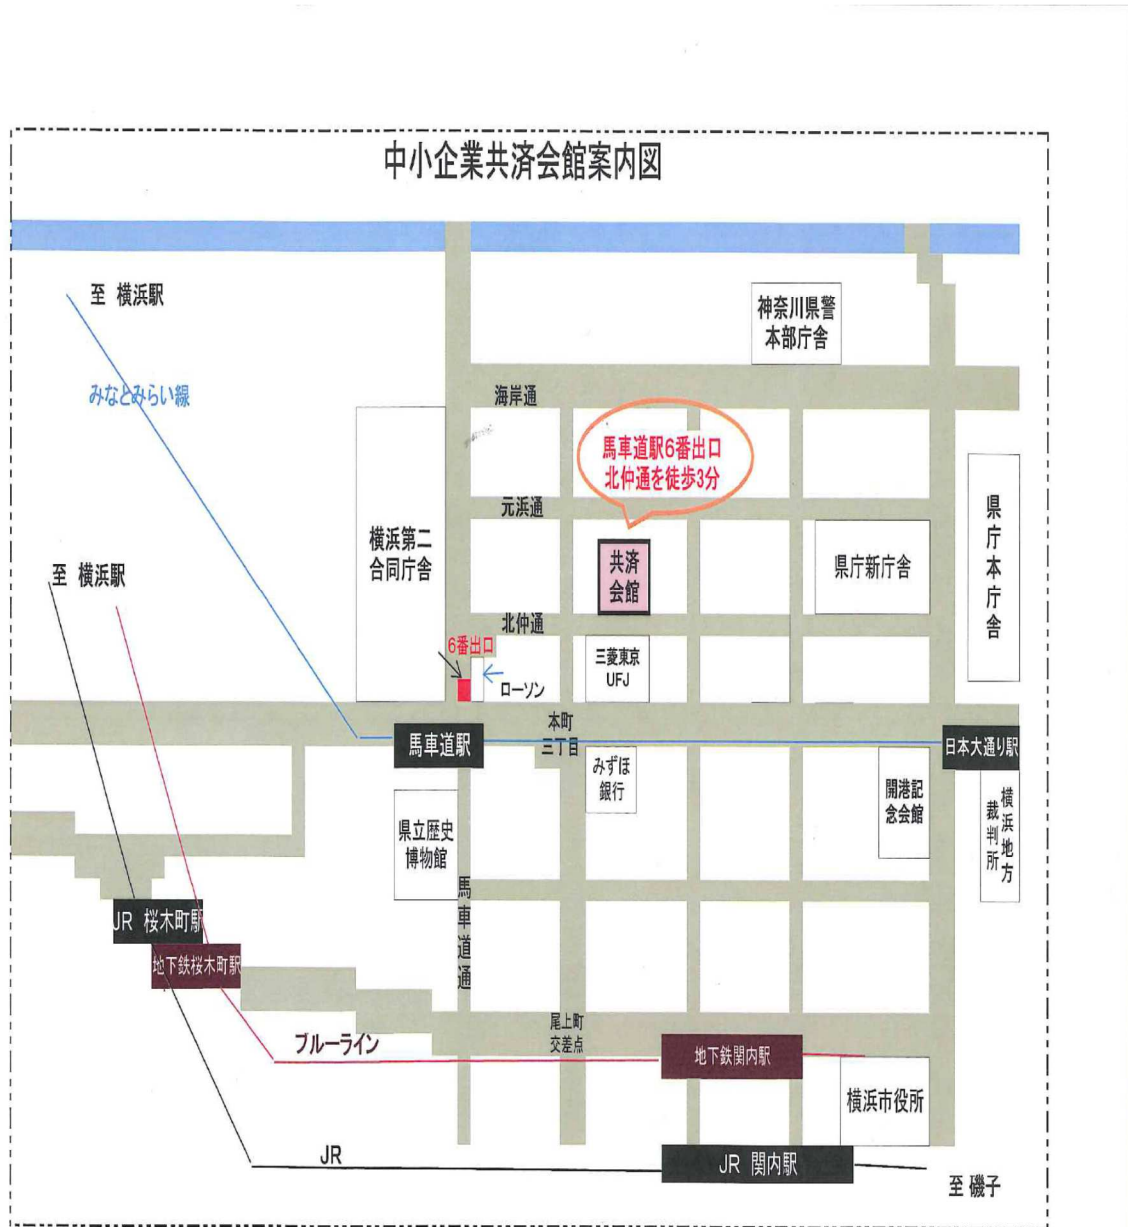 中小企業共済会館案内図
至 横浜駅
神奈川県警
本部庁舎
みなとみらい線
海岸通
馬車道駅6番出口
北仲通を徒歩3分
元浜通
横浜第二
合同庁舎
共済
会館
県庁新庁舎
県庁本庁舎
至 横浜駅
北仲通
6番出口
三菱東京
UFJ
ローソン
本町
三丁目
馬車道駅
日本大通り駅
みずほ
銀行
開港記
念会館
横浜地方
裁判所
県立歴史
博物館
馬車道通
JR 桜木町駅
地下鉄桜木町駅
尾上町
交差点
ブルーライン
地下鉄関内駅
横浜市役所
JR
JR 関内駅
至 磯子